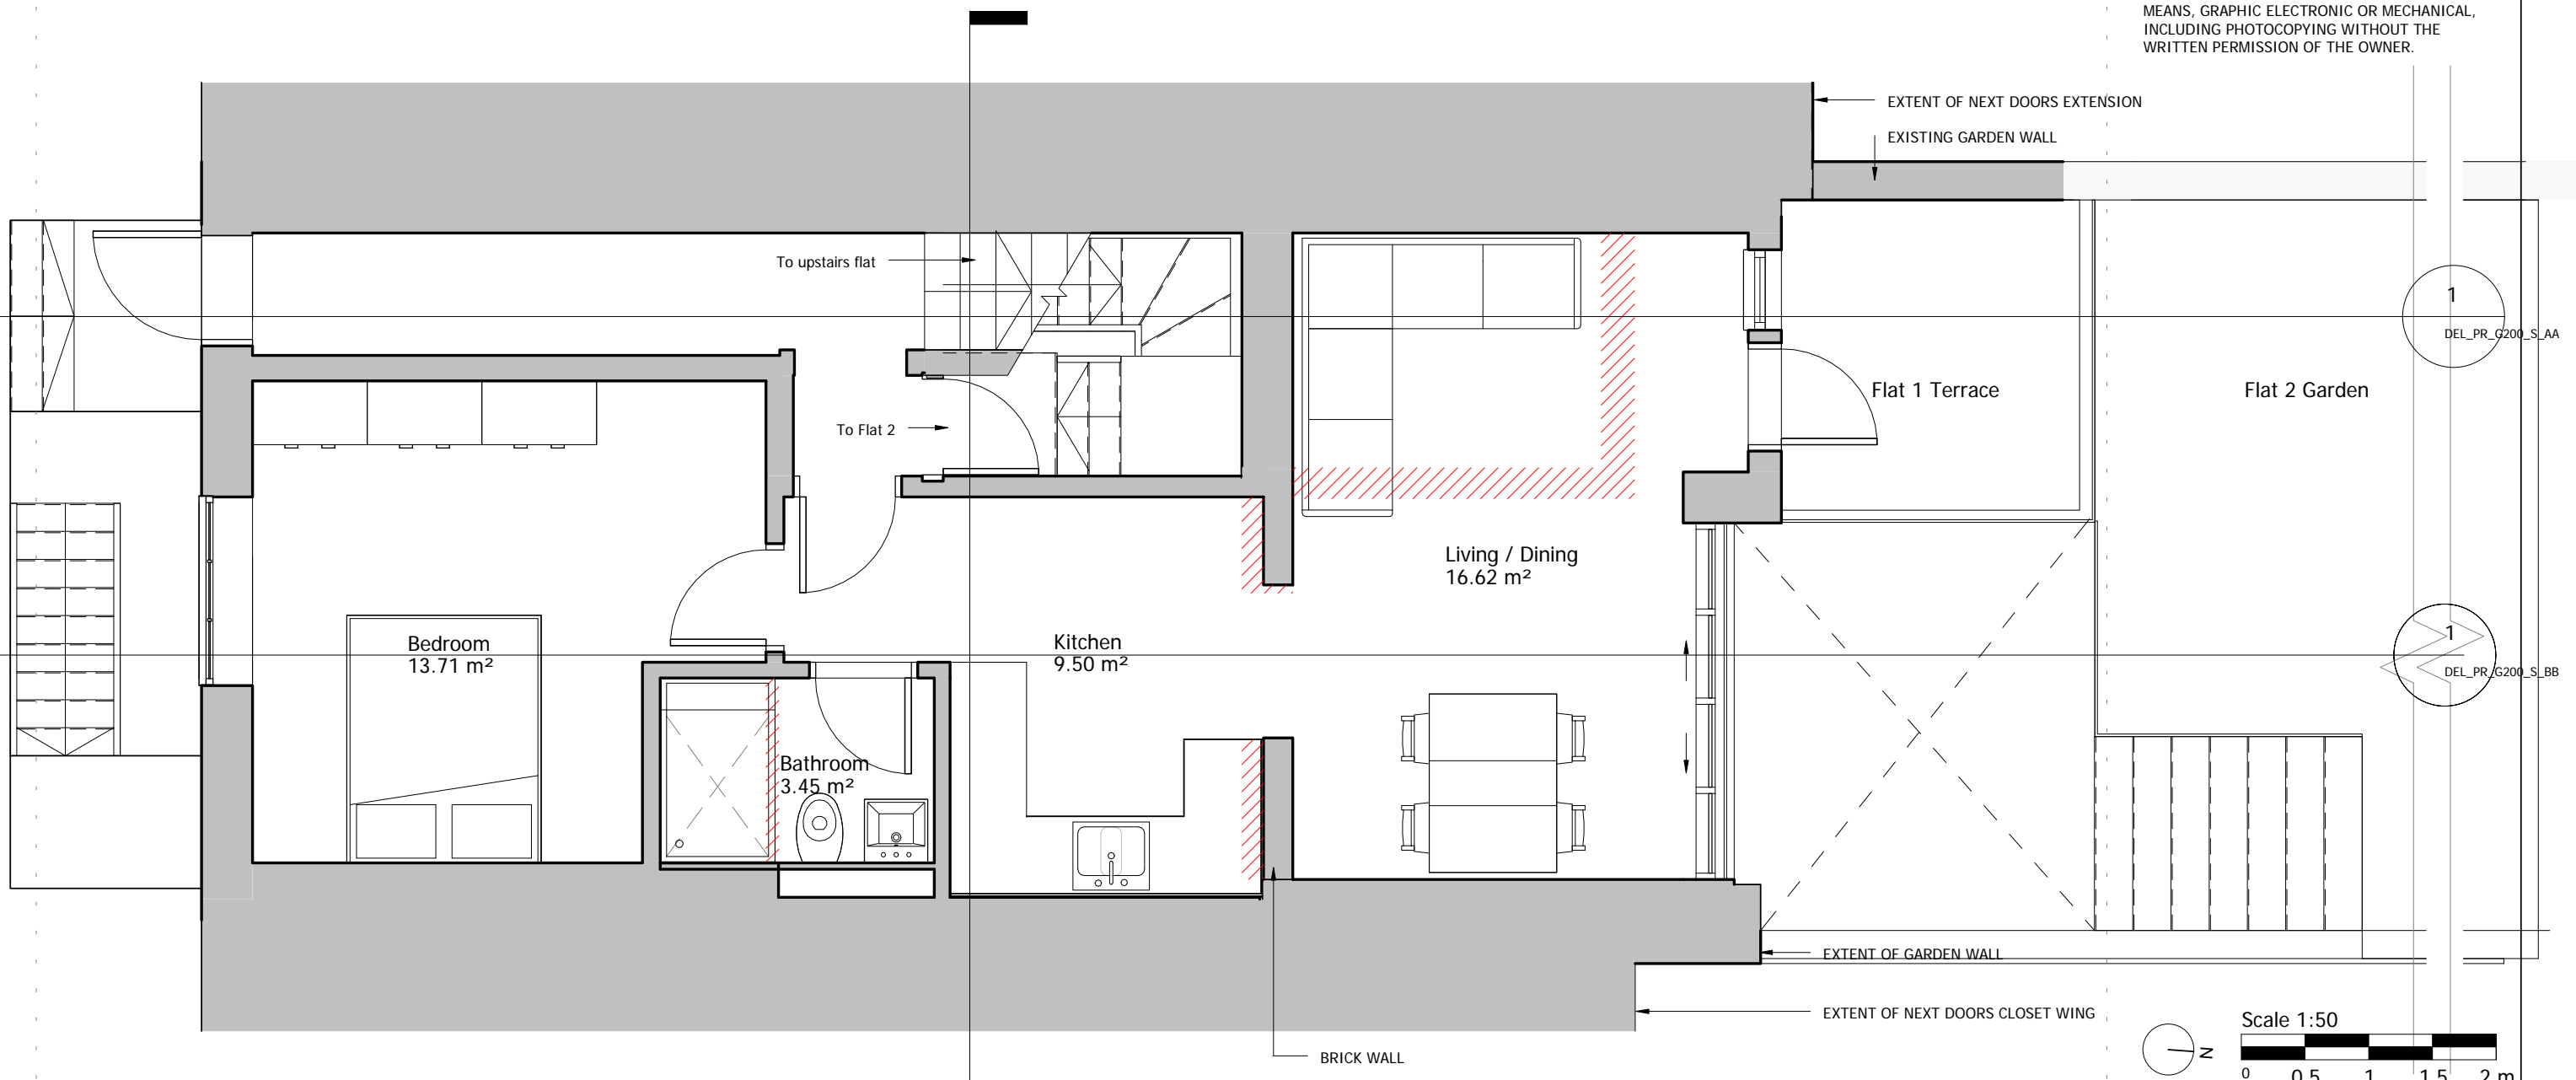 MEANS, GRAPHIC ELECTRONIC OR MECHANICAL,
INCLUDING PHOTOCOPYING WITHOUT THE
WRITTEN PERMISSION OF THE OWNER.
EXTENT OF NEXT DOORS EXTENSION
EXISTING GARDEN WALL
To upstairs flat
1
DEL_PR_G200_S_AA
Flat 1 Terrace
Flat 2 Garden
To Flat 2
Living / Dining
16.62 m²
Bedroom
13.71 m²
Kitchen
9.50 m²
1
DEL_PR_G200_S_BB
Bathroom
3.45 m²
EXTENT OF GARDEN WALL
EXTENT OF NEXT DOORS CLOSET WING
BRICK WALL
N
Scale 1:50
0 0.5 1 1.5 2 m